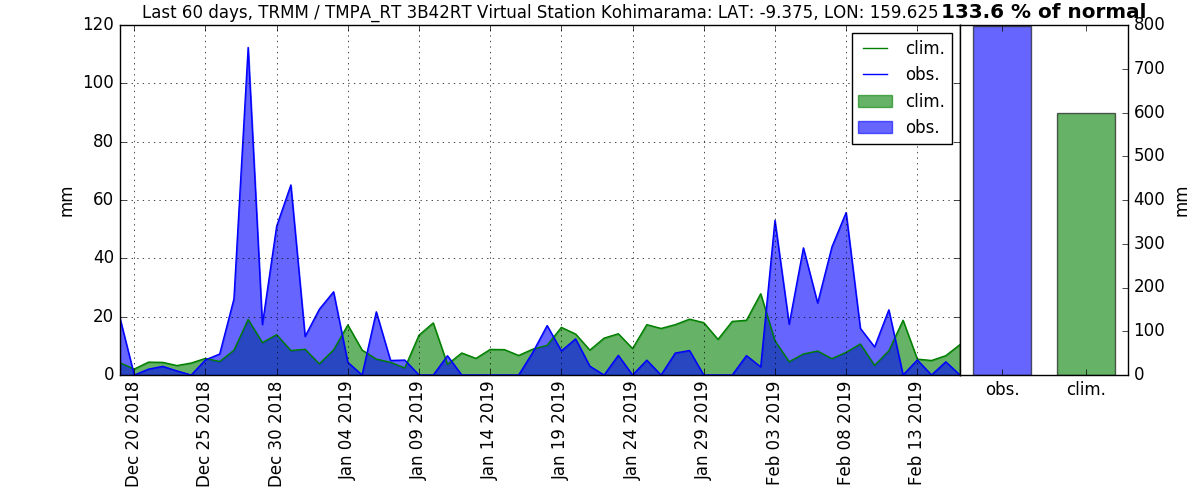 Last 60 days, TRMM / TMPA_RT 3B42RT Virtual Station Kohimarama: LAT: -9.375, LON: 159.625 133.6 % of normal
120
100
80
60
40
20
0
mm
clim.
obs.
clim.
obs.
800
700
600
500
400
300
200
100
0
mm
Dec 20 2018
Dec 25 2018
Dec 30 2018
Jan 04 2019
Jan 09 2019
Jan 14 2019
Jan 19 2019
Jan 24 2019
Jan 29 2019
Feb 03 2019
Feb 08 2019
Feb 13 2019
obs.
clim.